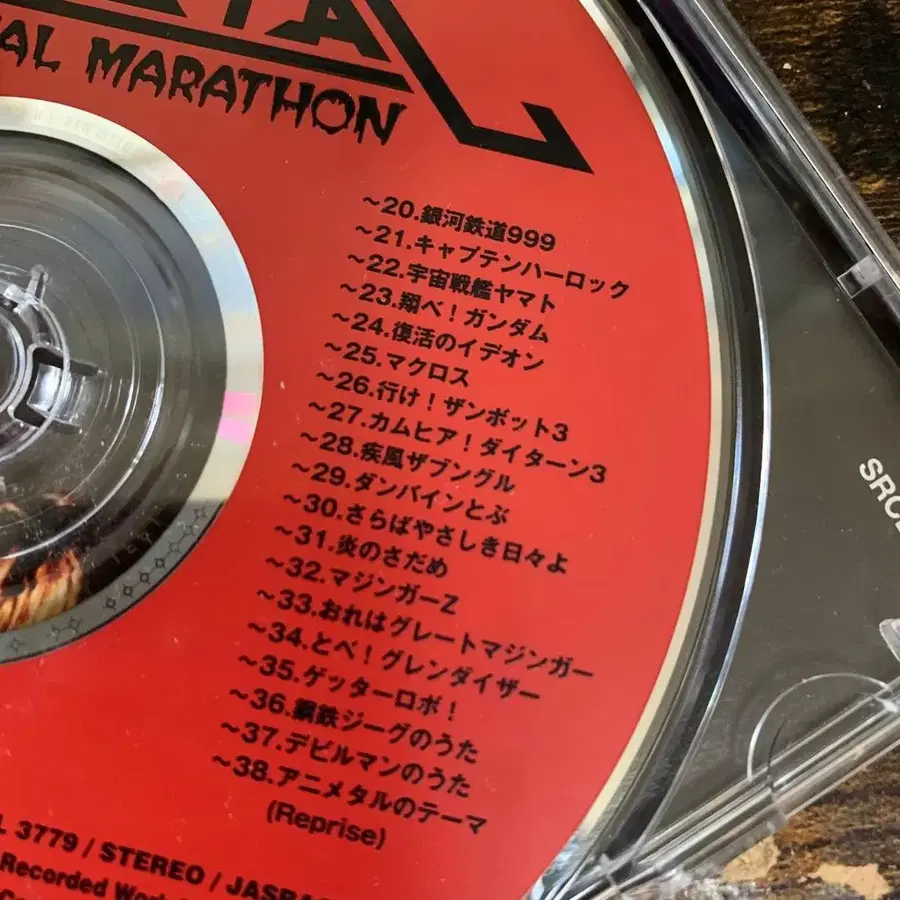 MARATHON
~20.銀河鉄道999
~21.キャプテンハーロック
~22.宇宙戦艦ヤマト
~23.翔べ!ガンダム
~24.復活のイデオン
~25.マクロス
~26.行け!ザンボット3
~27.カムヒア!ダイターン3
~28.疾風ザブングル
~29.ダンバインとぶ
~30.さらばやさしき日々よ
~31.炎のさだめ
~32.マジンガーZ
~33.おれはグレートマジンガー
~34.とべ!グレンダイザー
~35.ゲッターロボ!
~36.鋼鉄ジーグのうた
~37.デビルマンのうた
~38.アニメタルのテーマ
(Reprise)
3779 / STEREO /
Recorded